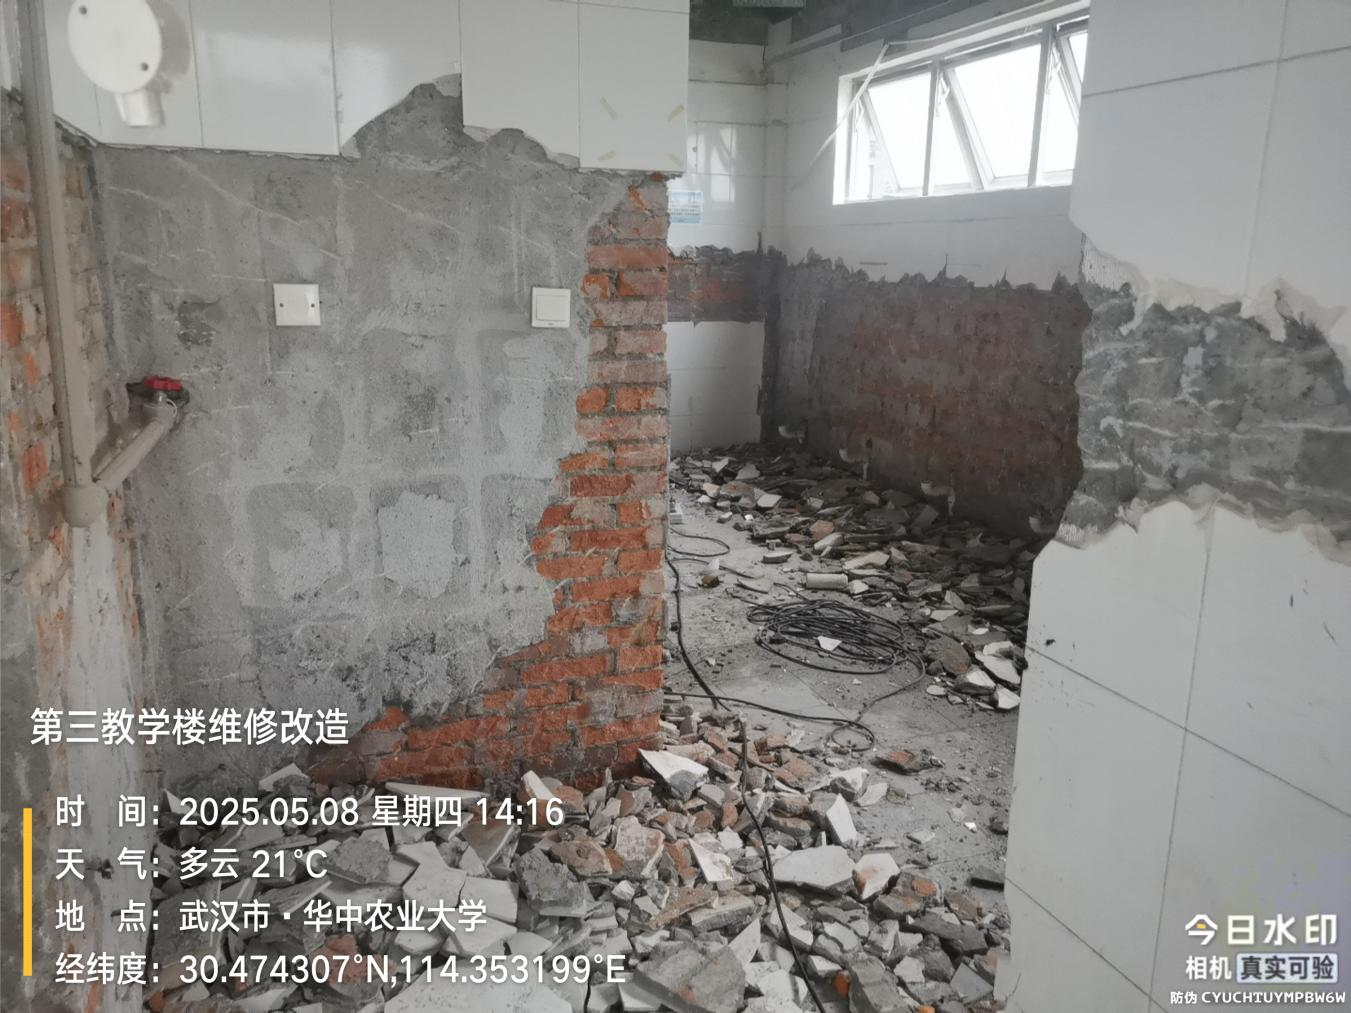 第三教学楼维修改造
时 间：2025.05.08 星期四 14:16
天 气：多云 21℃
地 点：武汉市·华中农业大学
经纬度：30.474307°N,114.353199°E
今日水印
相机 真实可验
防伪 CYUCHTUYMPBW6W